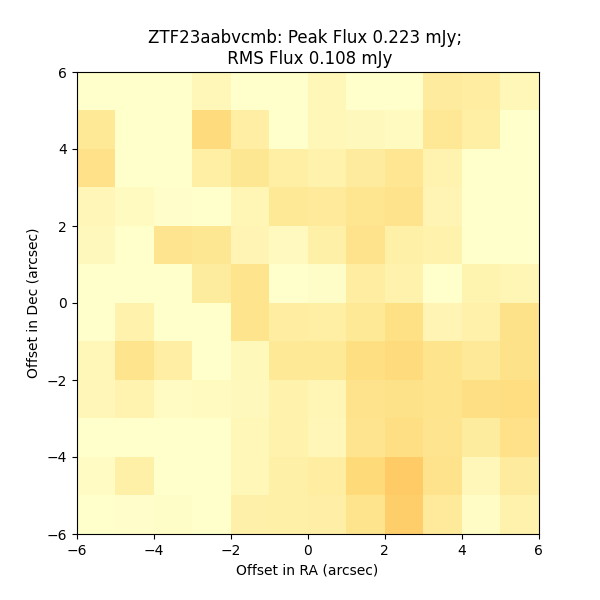 ZTF23aabvcmb: Peak Flux 0.223 mJy;
RMS Flux 0.108 mJy
6
4
2
0
−2
−4
−6
Offset in Dec (arcsec)
−6 −4 −2 0 2 4 6
Offset in RA (arcsec)